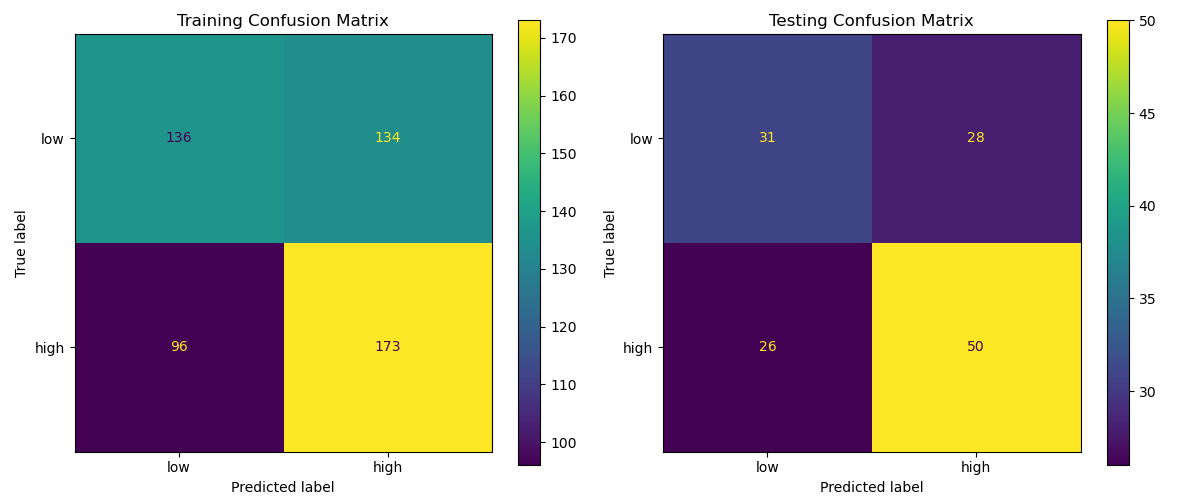 Training Confusion Matrix
True label
low
high
136
134
96
173
low
high
Predicted label
170
160
150
140
130
120
110
100
Testing Confusion Matrix
True label
low
high
31
28
26
50
low
high
Predicted label
50
45
40
35
30